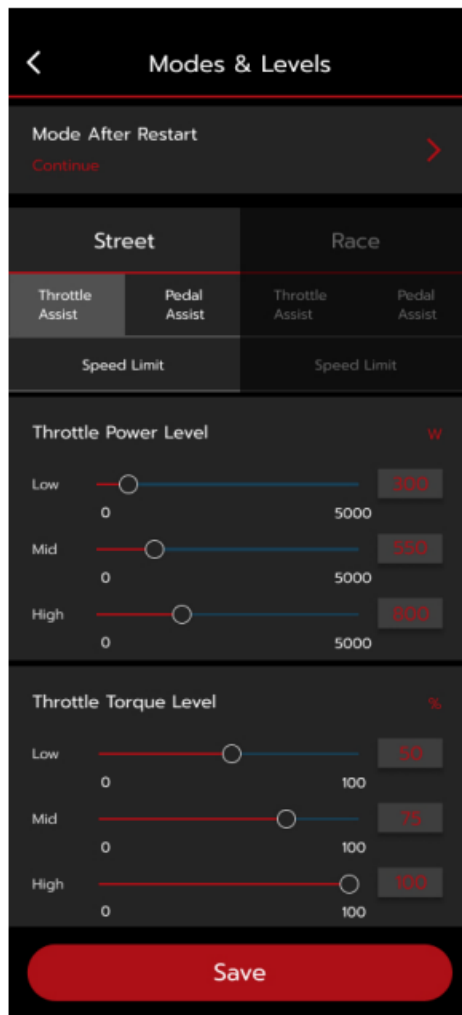 Modes & Levels
Mode After Restart
Continue
Street Race
Throttle Assist Pedal Assist Throttle Assist Pedal Assist
Speed Limit Speed Limit
Throttle Power Level W
Low 300
0 5000
Mid 550
0 5000
High 800
0 5000
Throttle Torque Level %
Low 50
0 100
Mid 75
0 100
High 100
0 100
Save